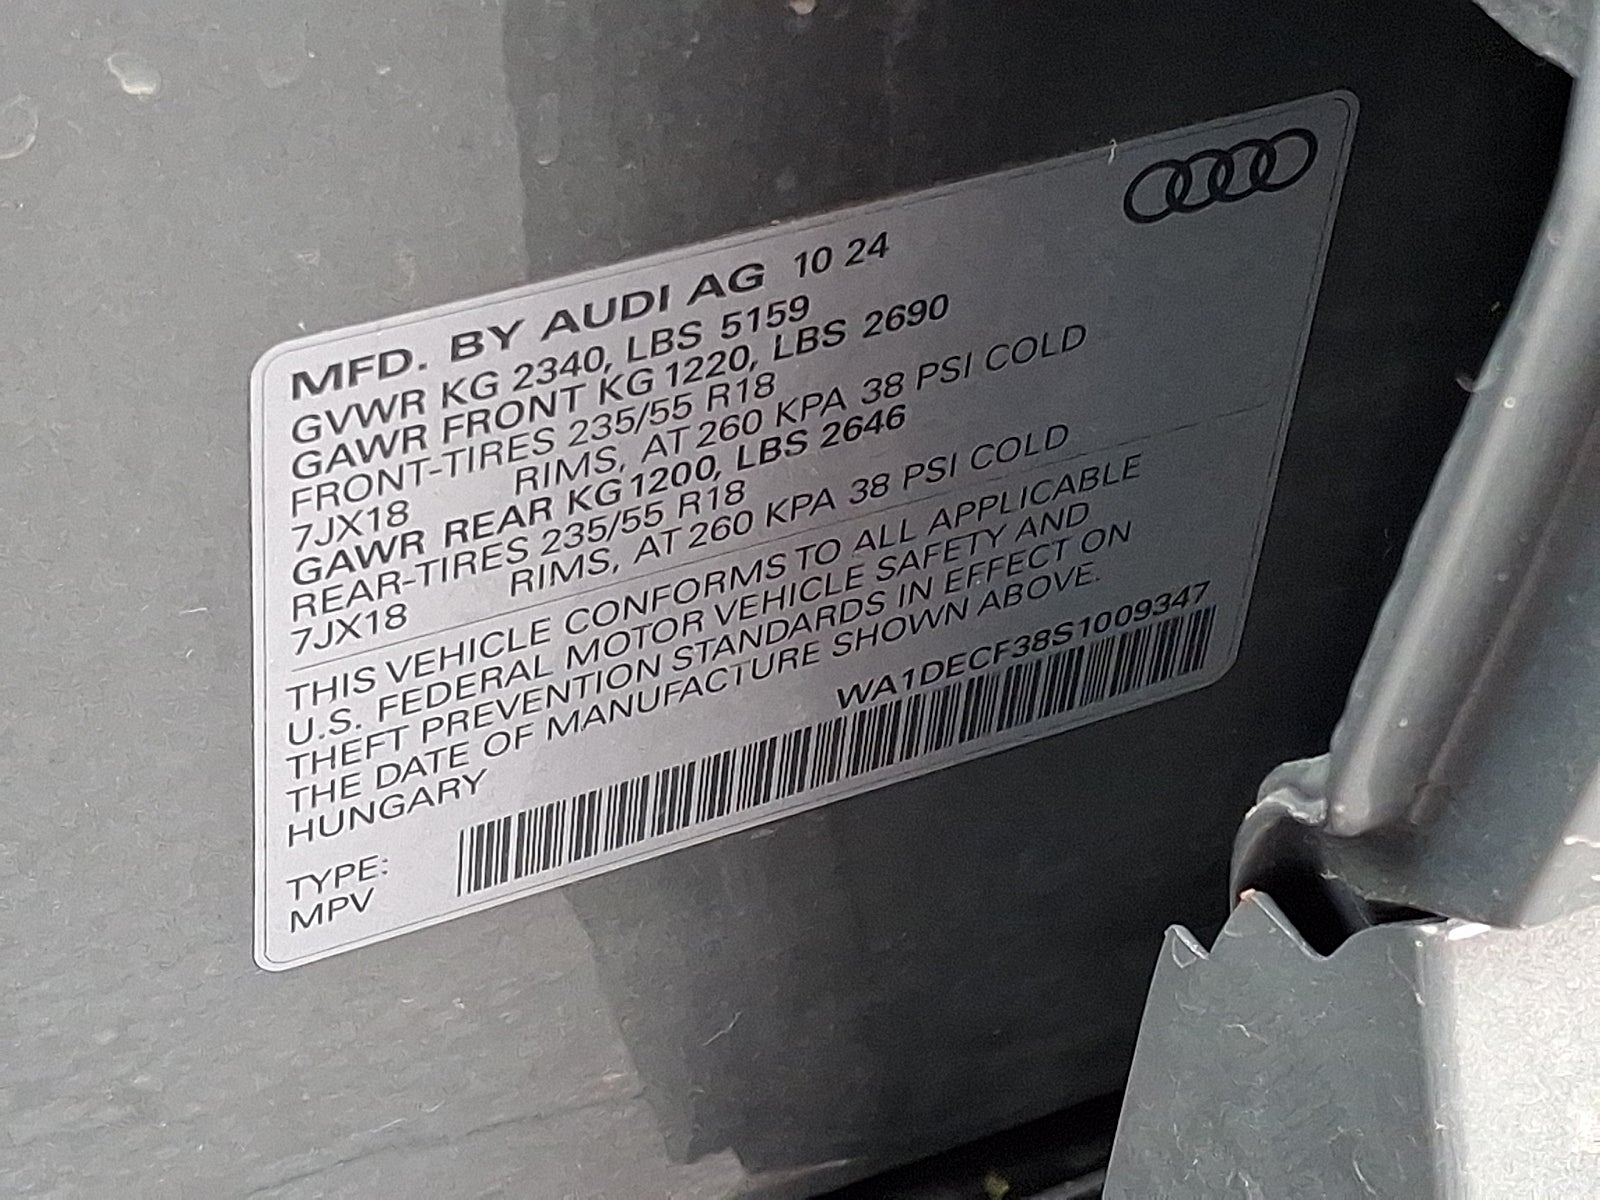 MFD. BY AUDI AG 10 24
GVWR KG 2340, LBS 5159
GAWR FRONT KG 1220, LBS 2690
FRONT-TIRES 235/55 R18
7JX18 RIMS, AT 260 KPA 38 PSI COLD
GAWR REAR KG 1200, LBS 2646
REAR-TIRES 235/55 R18
7JX18 RIMS, AT 260 KPA 38 PSI COLD
THIS VEHICLE CONFORMS TO ALL APPLICABLE
U.S. FEDERAL MOTOR VEHICLE SAFETY AND
THEFT PREVENTION STANDARDS IN EFFECT ON
THE DATE OF MANUFACTURE SHOWN ABOVE.
HUNGARY
WA1DECF38S1009347
TYPE:
MPV